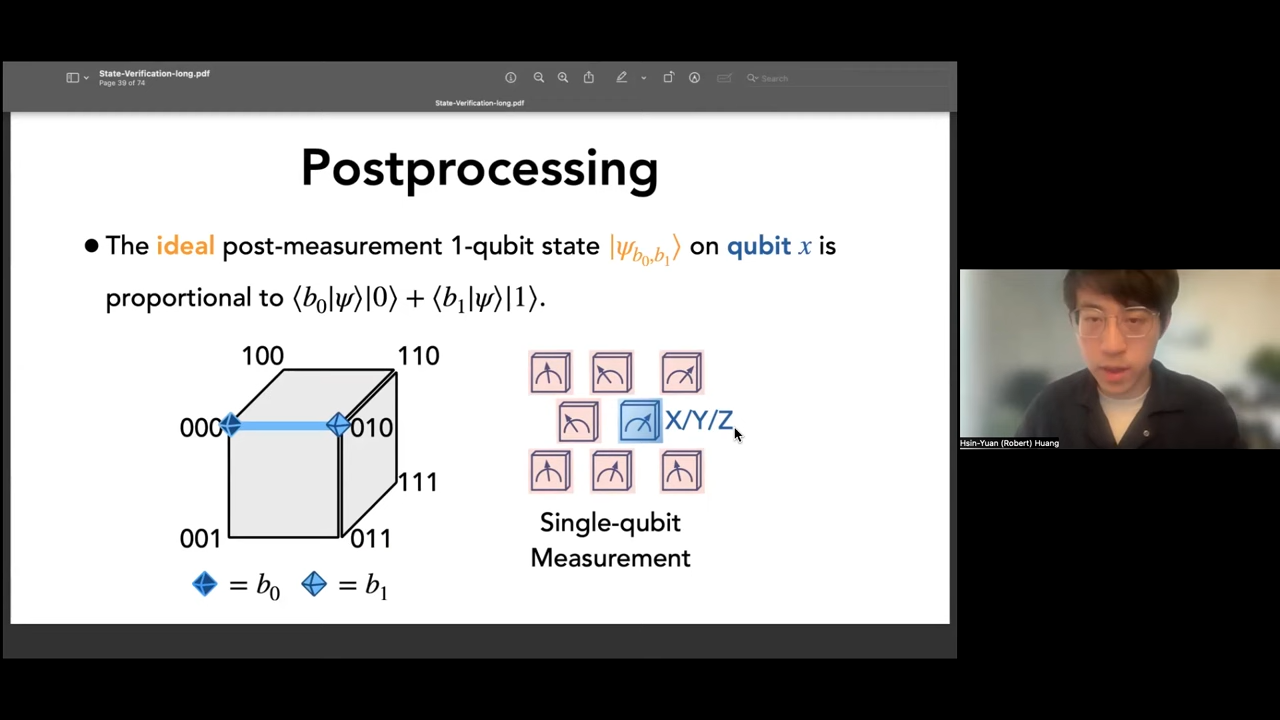 State-Verification-long.pdf
Page 39 of 74
Search
State-Verification-long.pdf
Postprocessing
● The ideal post-measurement 1-qubit state |ψ_{b_0,b_1}⟩ on qubit x is
proportional to ⟨b_0|ψ⟩|0⟩ + ⟨b_1|ψ⟩|1⟩.
100
110
000
010
111
001
011
= b_0
= b_1
X/Y/Z
Single-qubit
Measurement
Hsin-Yuan (Robert) Huang